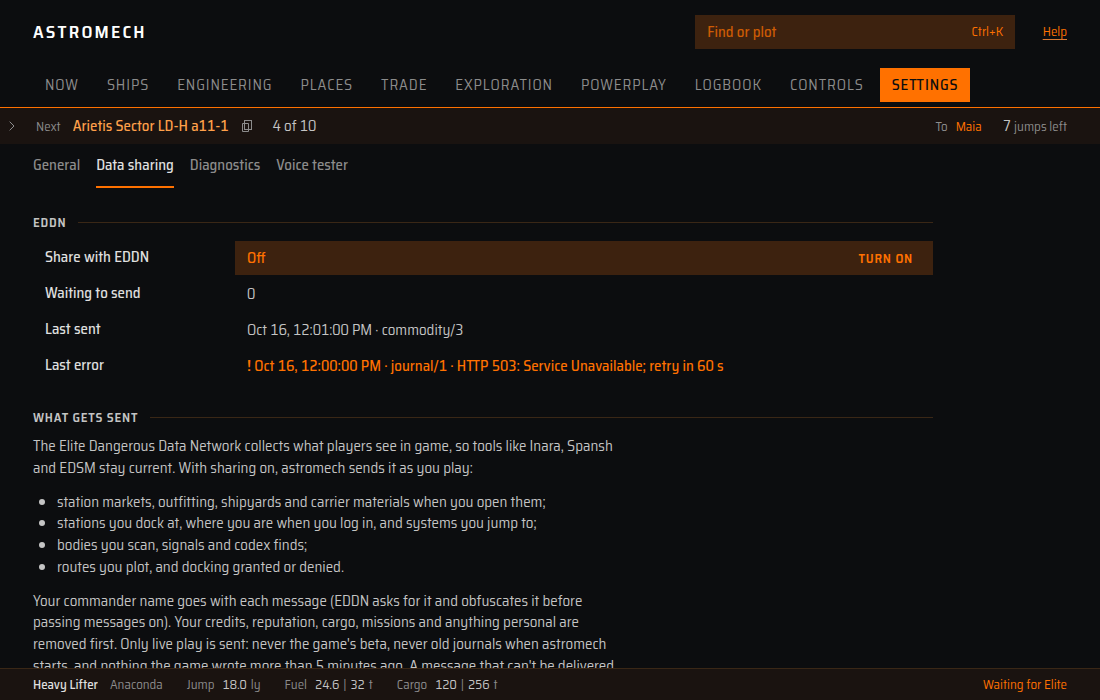 ASTROMECH
Find or plot Ctrl+K Help
NOW SHIPS ENGINEERING PLACES TRADE EXPLORATION POWERPLAY LOGBOOK CONTROLS SETTINGS
Next Arietis Sector LD-H a11-1 4 of 10 To Maia 7 jumps left
General Data sharing Diagnostics Voice tester
EDDN
Share with EDDN Off TURN ON
Waiting to send 0
Last sent Oct 16, 12:01:00 PM · commodity/3
Last error ! Oct 16, 12:00:00 PM · journal/1 · HTTP 503: Service Unavailable; retry in 60 s
WHAT GETS SENT
The Elite Dangerous Data Network collects what players see in game, so tools like Inara, Spansh
and EDSM stay current. With sharing on, astromech sends it as you play:
station markets, outfitting, shipyards and carrier materials when you open them;
stations you dock at, where you are when you log in, and systems you jump to;
bodies you scan, signals and codex finds;
routes you plot, and docking granted or denied.
Your commander name goes with each message (EDDN asks for it and obfuscates it before
passing messages on). Your credits, reputation, cargo, missions and anything personal are
removed first. Only live play is sent: never the game's beta, never old journals when astromech
starts, and nothing the game wrote more than 5 minutes ago. A message that can't be delivered
Heavy Lifter Anaconda Jump 18.0 ly Fuel 24.6 | 32 t Cargo 120 | 256 t Waiting for Elite